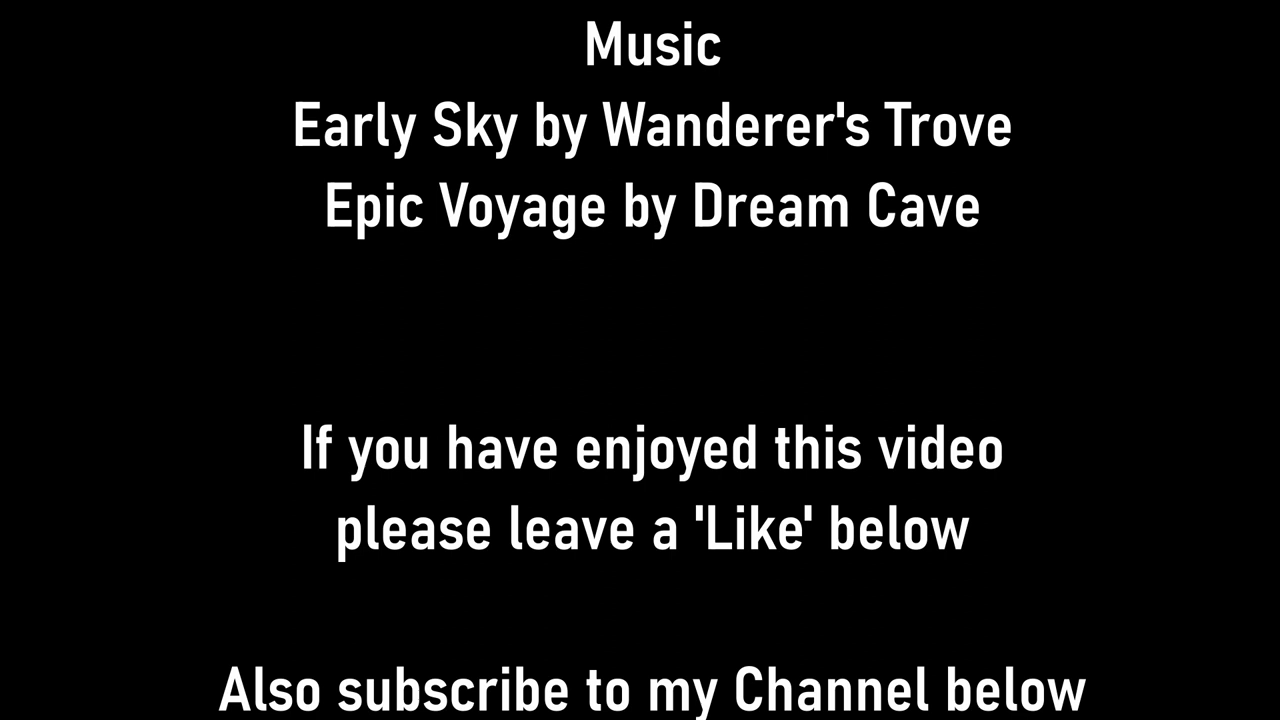 Music
Early Sky by Wanderer's Trove
Epic Voyage by Dream Cave
If you have enjoyed this video
please leave a 'Like' below
Also subscribe to my Channel below